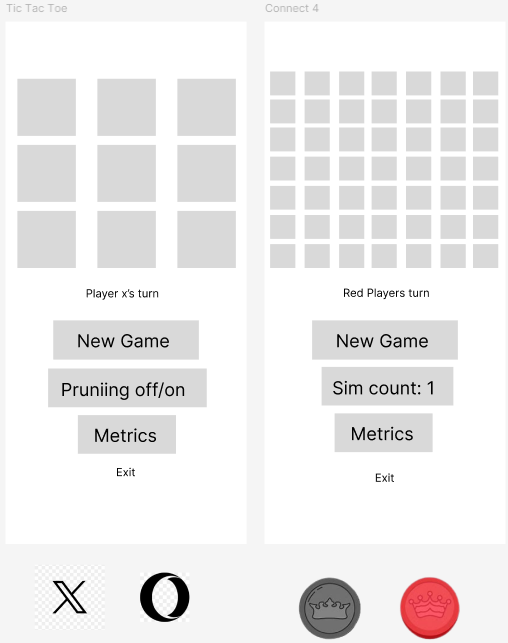 Tic Tac Toe
Player x's turn
New Game
Pruniing off/on
Metrics
Exit
Connect 4
Red Players turn
New Game
Sim count: 1
Metrics
Exit